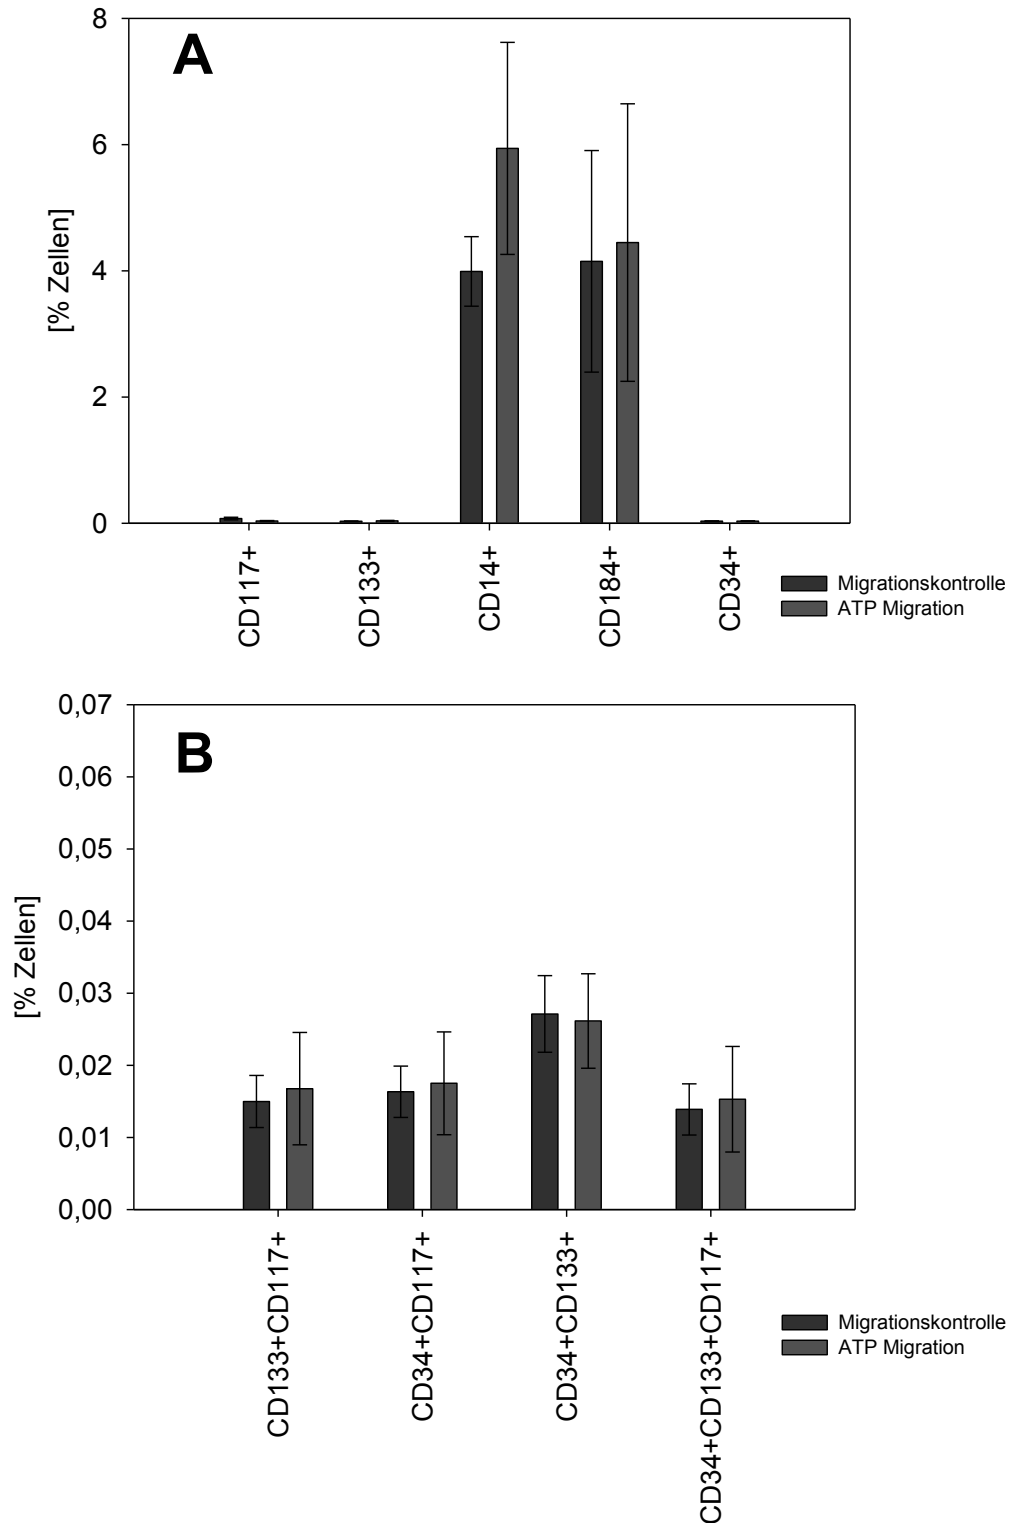 A
8
6
4
2
0
[% Zellen]
CD117+
CD133+
CD14+
CD184+
CD34+
Migrationskontrolle
ATP Migration
B
0,07
0,06
0,05
0,04
0,03
0,02
0,01
0,00
[% Zellen]
CD133+CD117+
CD34+CD117+
CD34+CD133+
CD34+CD133+CD117+
Migrationskontrolle
ATP Migration